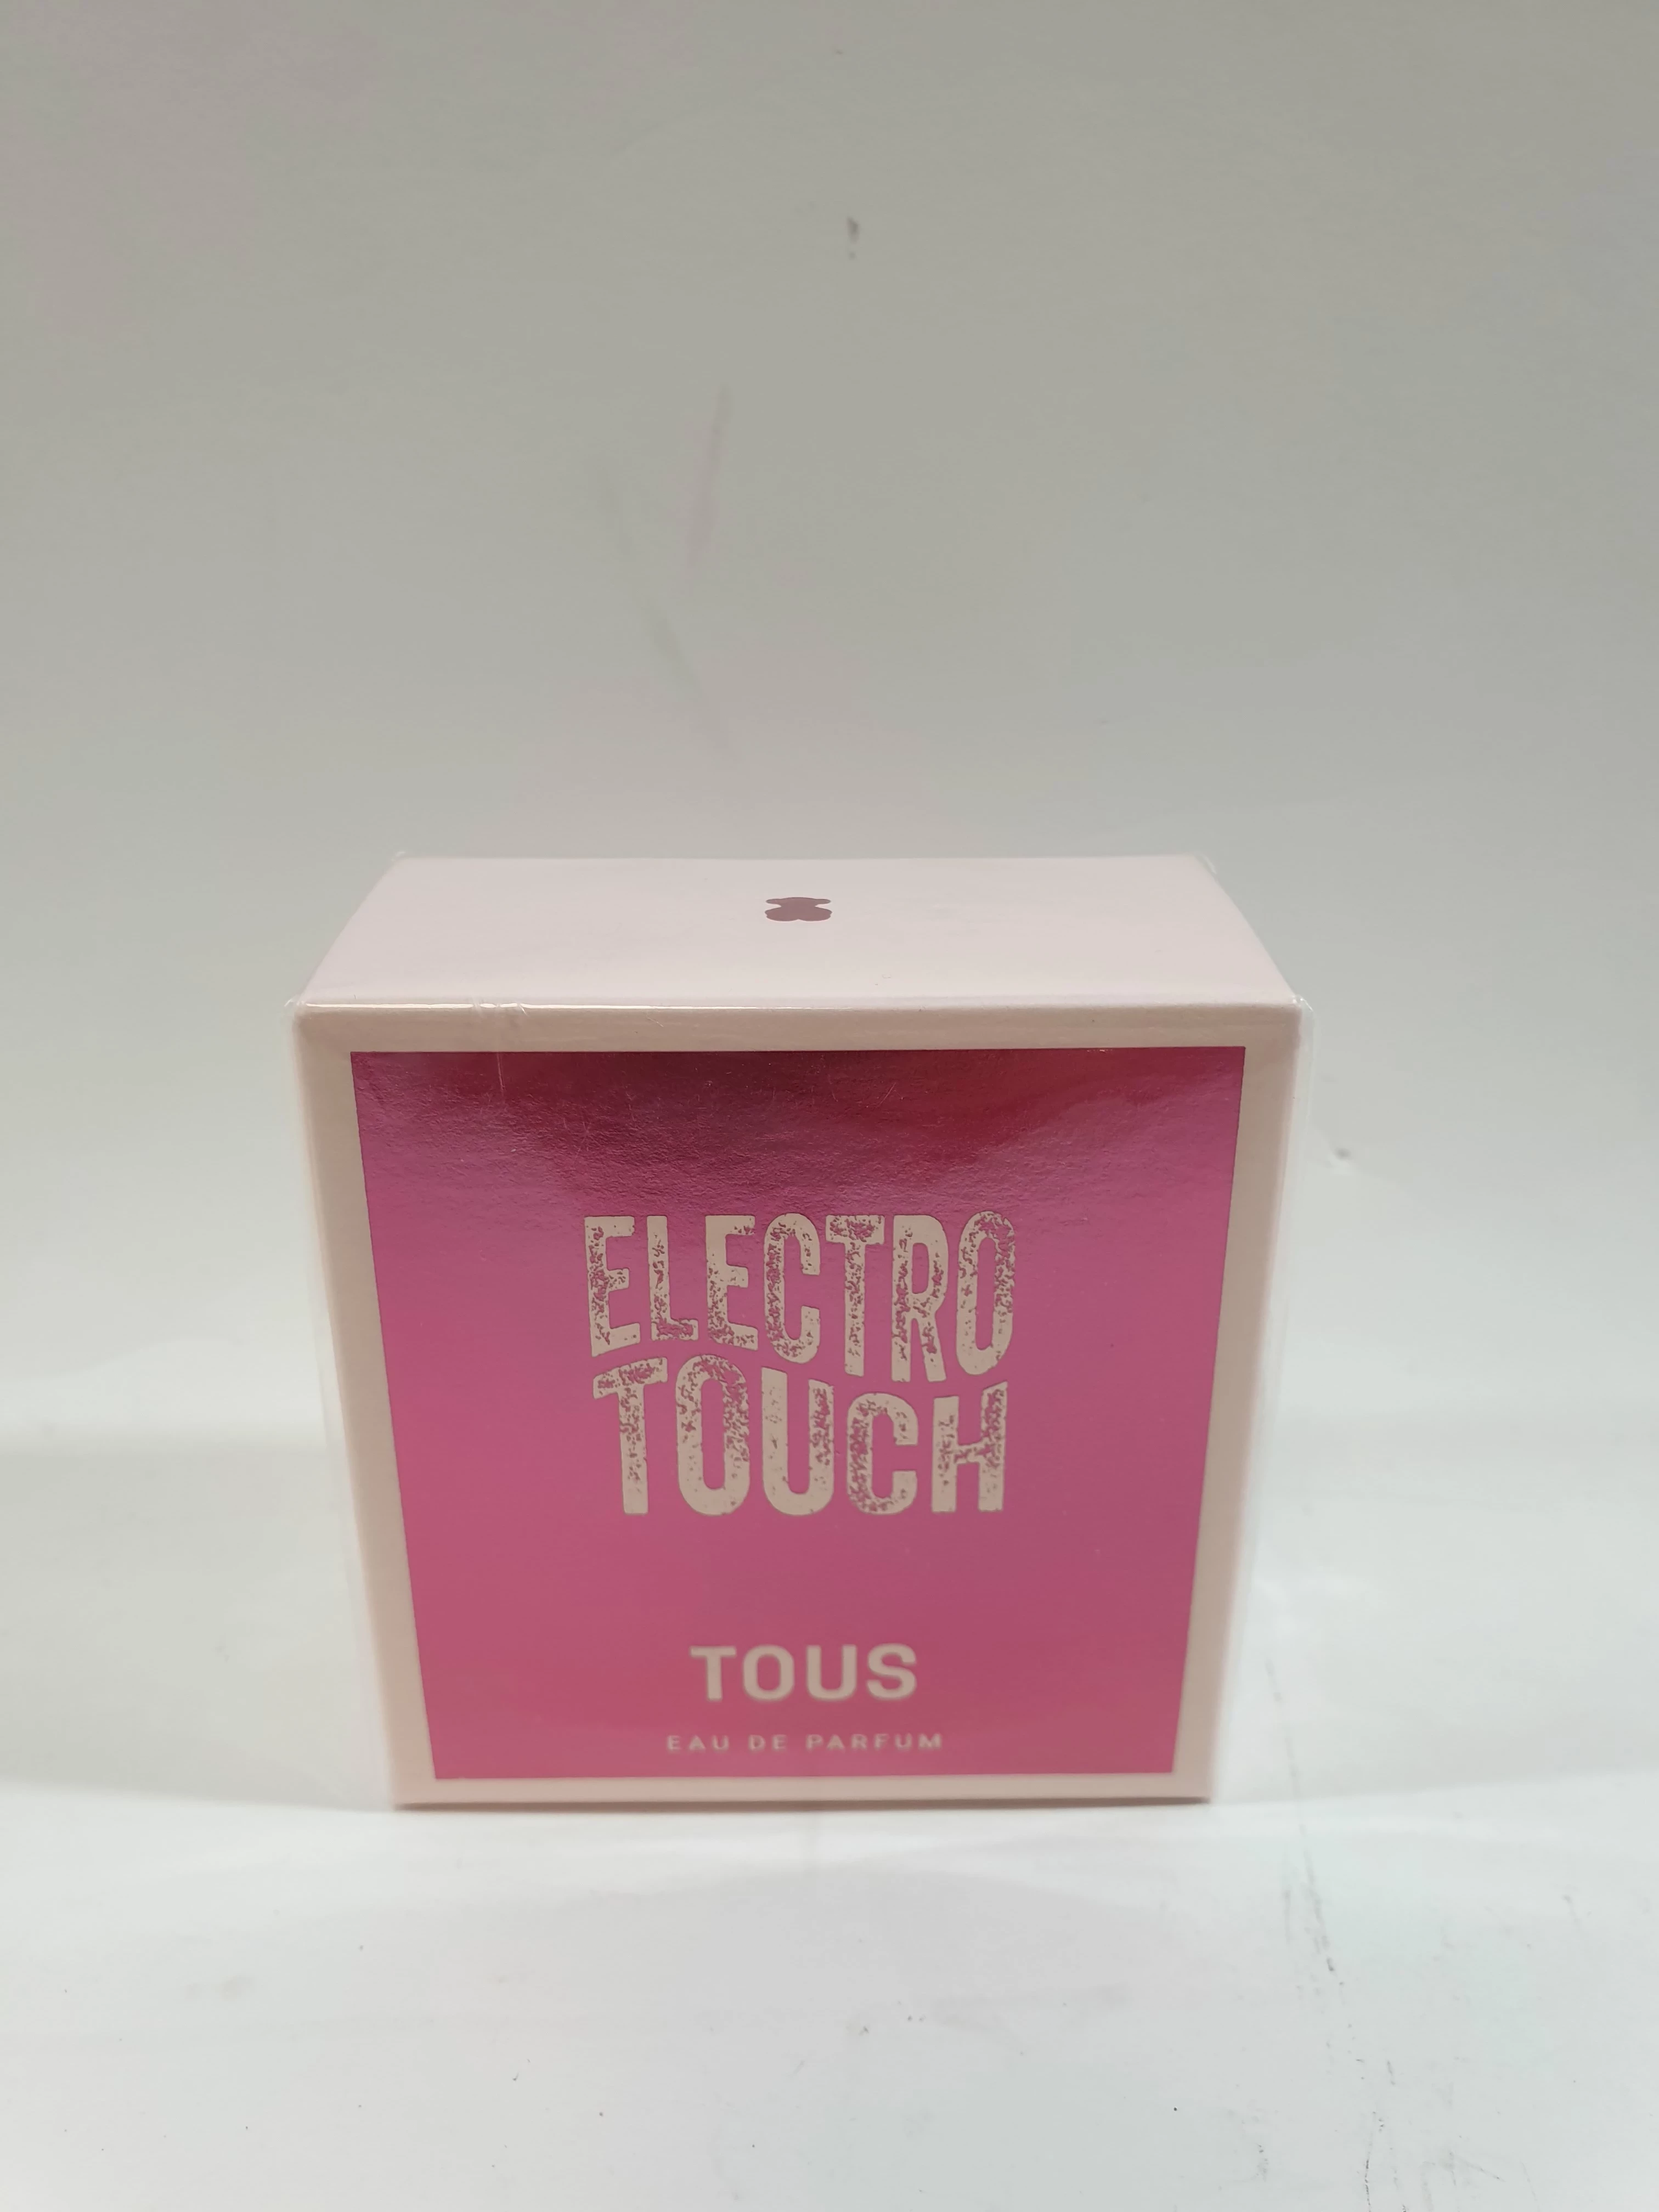 ELECTRO
TOUCH
TOUS
EAU DE PARFUM